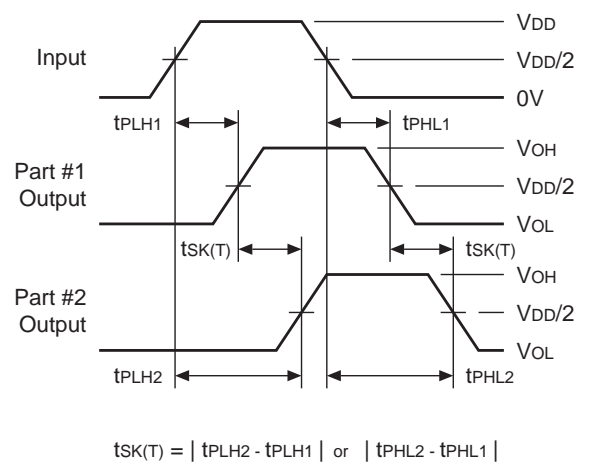 VDD
Input
VDD/2
0V
tPLH1
tPHL1
VOH
Part #1
Output
VDD/2
VOL
tSK(T)
tSK(T)
VOH
Part #2
Output
VDD/2
VOL
tPLH2
tPHL2
tSK(T) = | tPLH2 - tPLH1 | or | tPHL2 - tPHL1 |